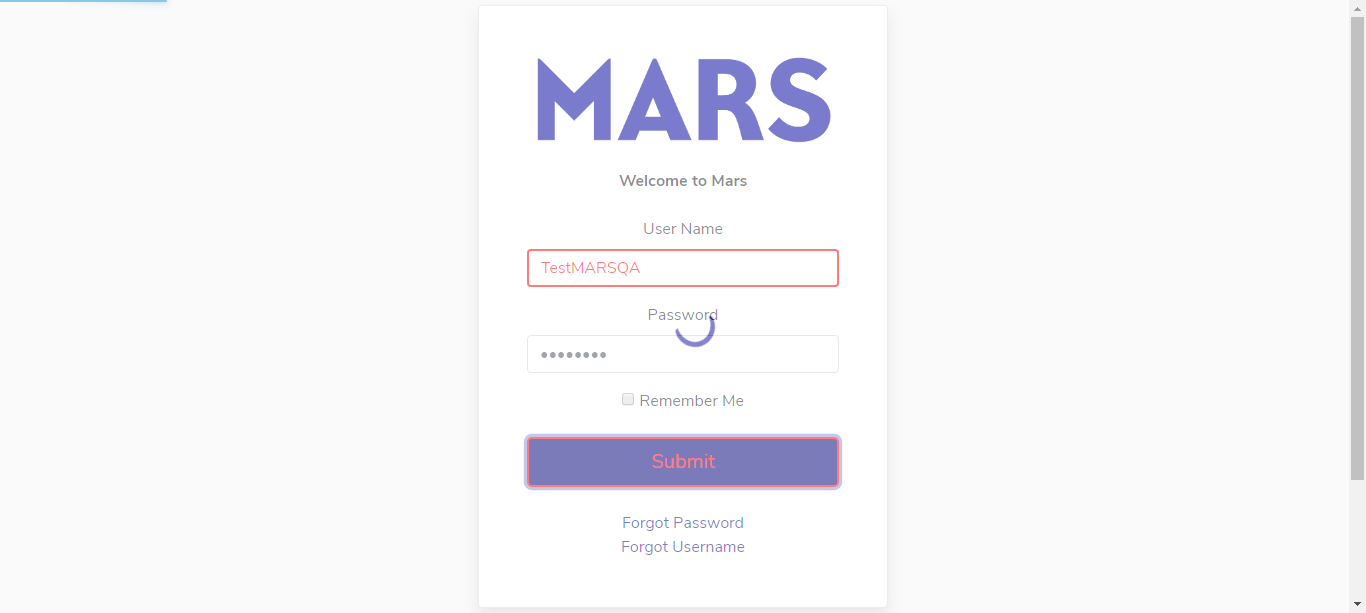 MARS
Welcome to Mars
User Name
TestMARSQA
Password
••••••••
Remember Me
Submit
Forgot Password
Forgot Username